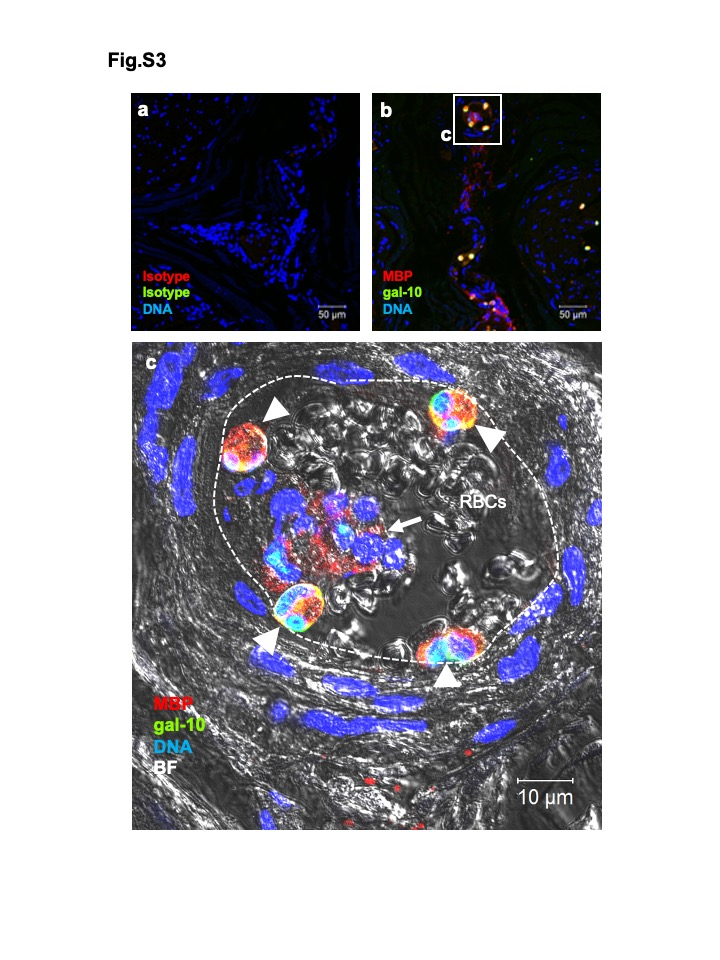 Fig.S3
a
Isotype
Isotype
DNA
50 µm
b
c
MBP
gal-10
DNA
50 µm
c
RBCs
MBP
gal-10
DNA
BF
10 µm